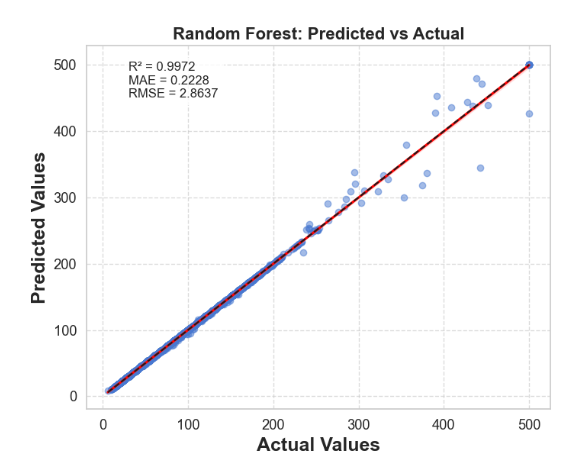 Random Forest: Predicted vs Actual
R² = 0.9972
MAE = 0.2228
RMSE = 2.8637
Predicted Values
500
400
300
200
100
0
0 100 200 300 400 500
Actual Values